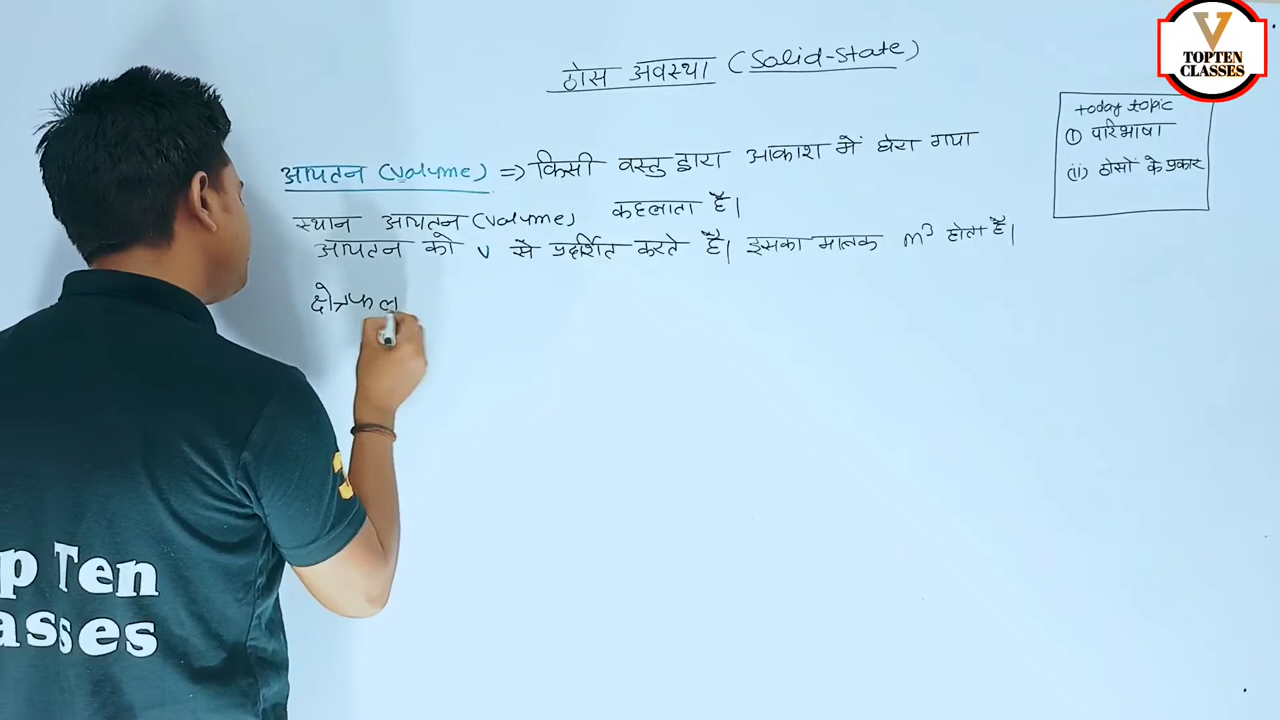 ठोस अवस्था (Solid-State)
V
TOPTEN
CLASSES
today topic
(i) परिभाषा
(ii) ठोसो के प्रकार
आयतन (volume) => किसी वस्तु द्वारा आकाश में घेरा गया
स्थान आयतन (volume) कहलाता है।
आयतन को v से प्रदर्शित करते हैं। इसका मात्रक m³ होता है।
क्षेत्रफल
p Ten
asses